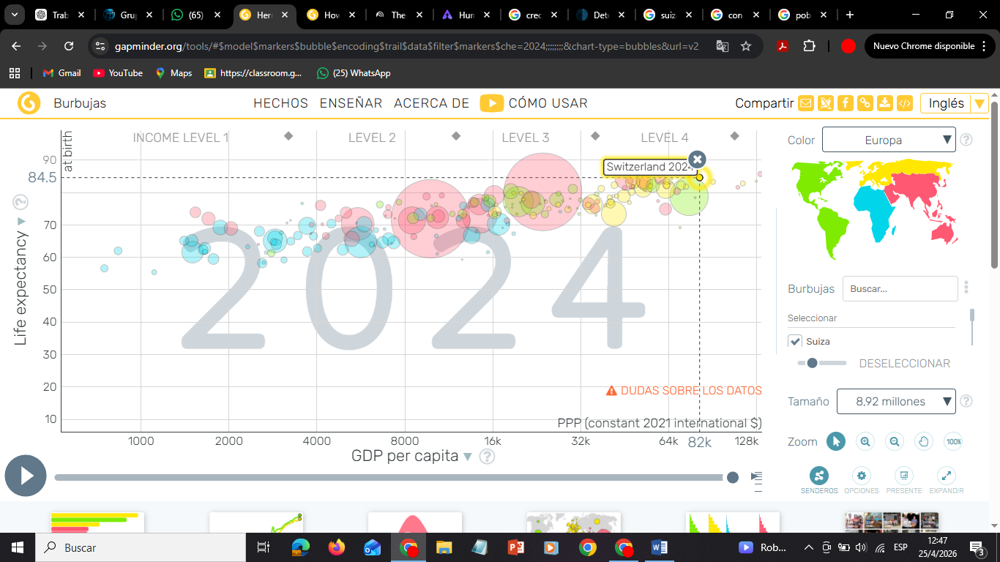 Trab
Gru
(65)
Her
Hov
The
Hun
crec
Dete
suiz
con
pob
gapminder.org/tools/#$model$markers$bubble$encoding$trail$data$filter$markers$che=2024;;;;;;;;&chart-type=bubbles&url=v2
Nuevo Chrome disponible
Gmail
YouTube
Maps
https://classroom.g...
(25) WhatsApp
Burbujas
HECHOS
ENSEÑAR
ACERCA DE
CÓMO USAR
Compartir
Inglés
INCOME LEVEL 1
LEVEL 2
LEVEL 3
LEVEL 4
Color
Europa
?
at birth
90
84.5
70
60
50
40
30
20
10
Life expectancy
?
Switzerland 2024
2024
DUDAS SOBRE LOS DATOS
PPP (constant 2021 international $)
1000
2000
4000
8000
16k
32k
64k
82k
128k
GDP per capita
?
Burbujas
Buscar...
Seleccionar
Suiza
DESELECCIONAR
Tamaño
8,92 millones
?
Zoom
100%
SENDEROS
OPCIONES
PRESENTE
EXPANDIR
Buscar
Rob...
ESP
12:47
25/4/2026
3